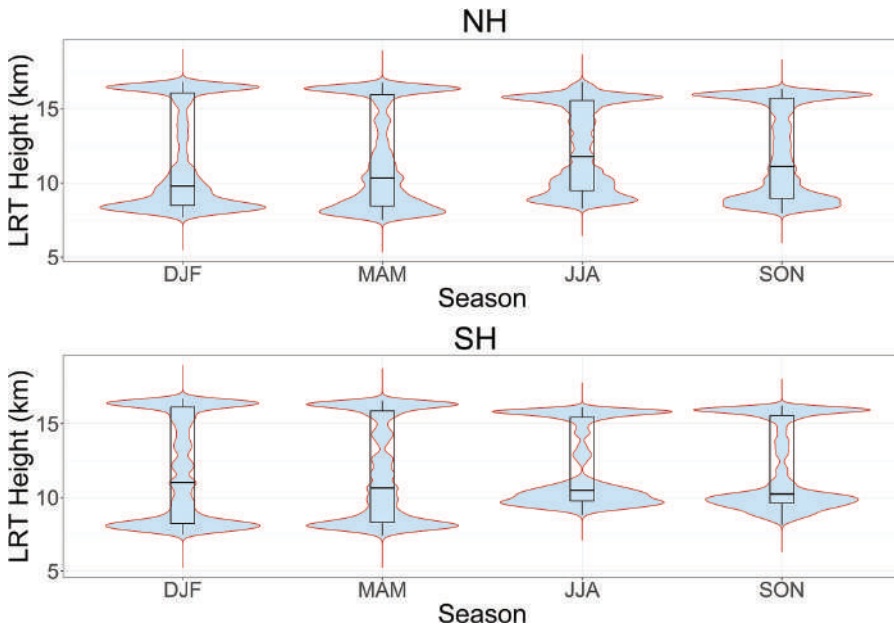 NH
LRT Height (km)
15
10
5
DJF
MAM
JJA
SON
Season
SH
LRT Height (km)
15
10
5
DJF
MAM
JJA
SON
Season